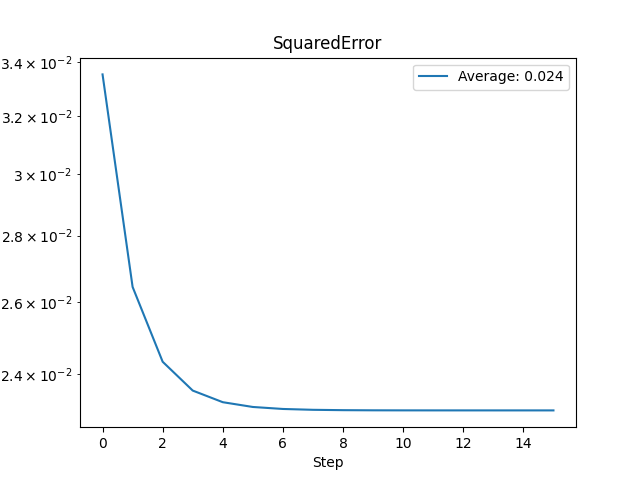 SquaredError
Average: 0.024
3.4 × 10⁻²
3.2 × 10⁻²
3 × 10⁻²
2.8 × 10⁻²
2.6 × 10⁻²
2.4 × 10⁻²
0 2 4 6 8 10 12 14
Step